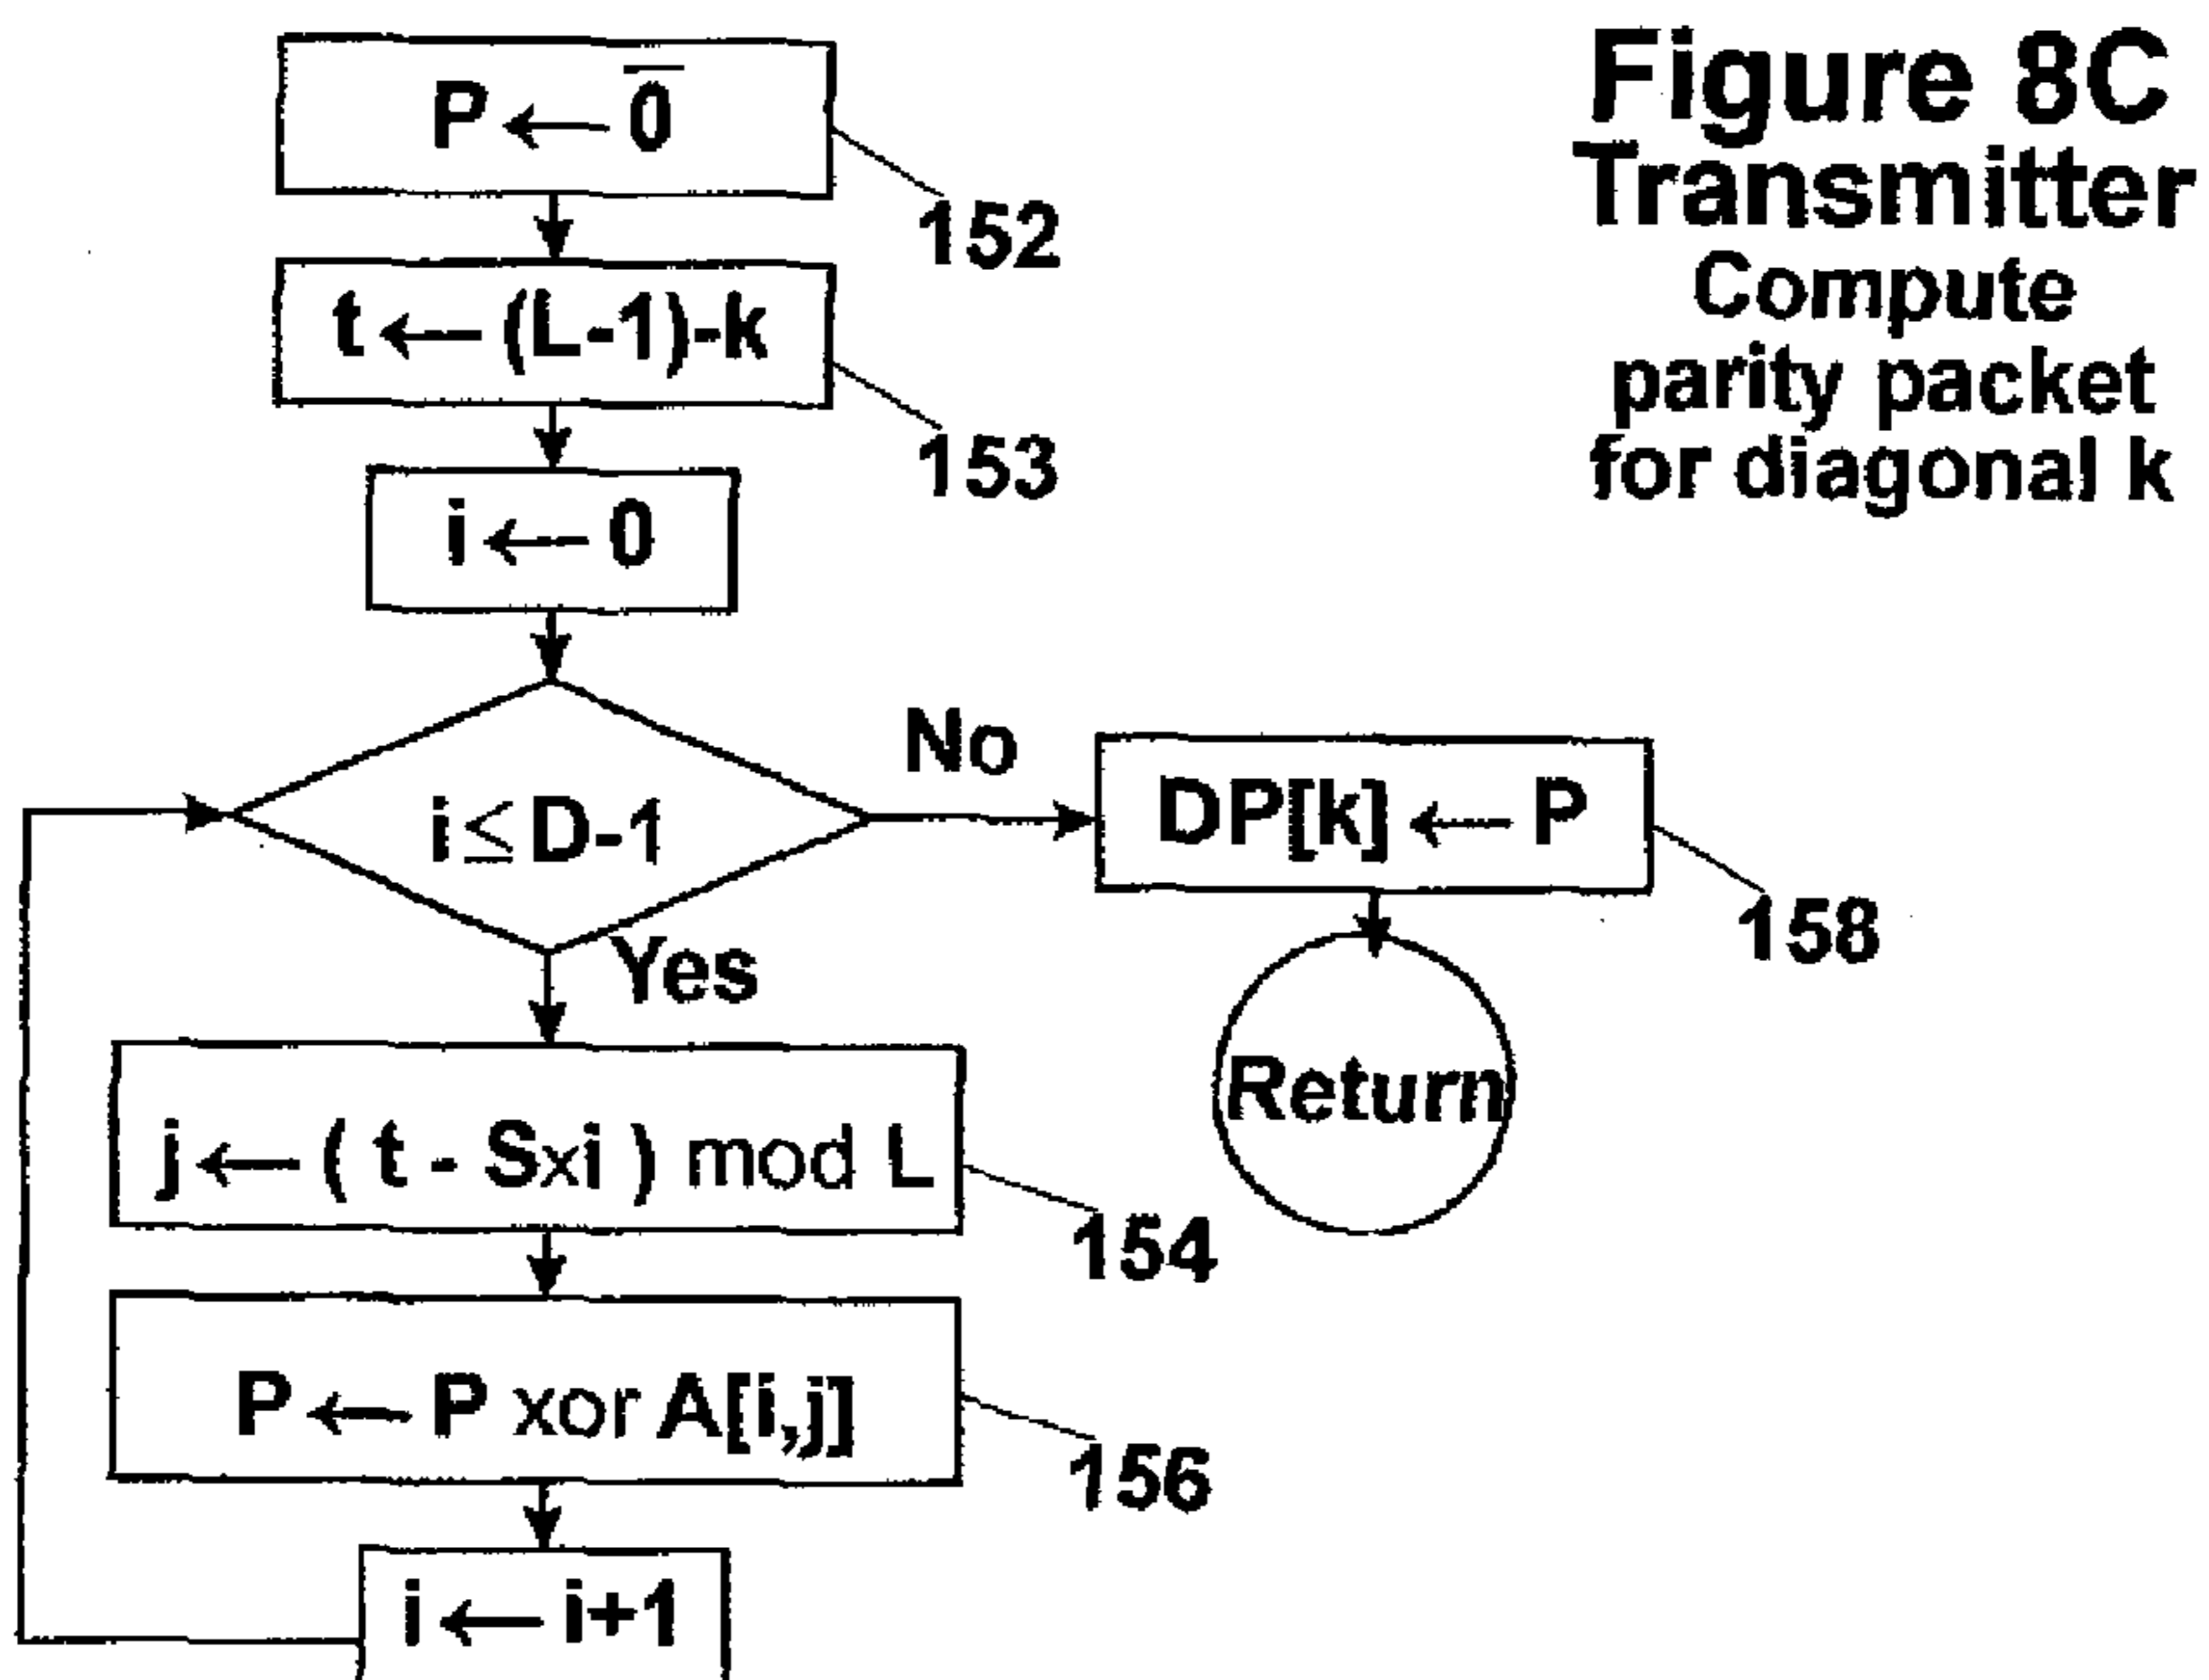 Figure 8C
Transmitter
Compute
parity packet
for diagonal k
P ← 0̅
152
t ← (L-1)-k
153
i ← 0
i ≤ D-1
No
DP[k] ← P
158
Yes
Return
j ← ( t - Sxi ) mod L
154
P ← P xor A[i,j]
156
i ← i+1